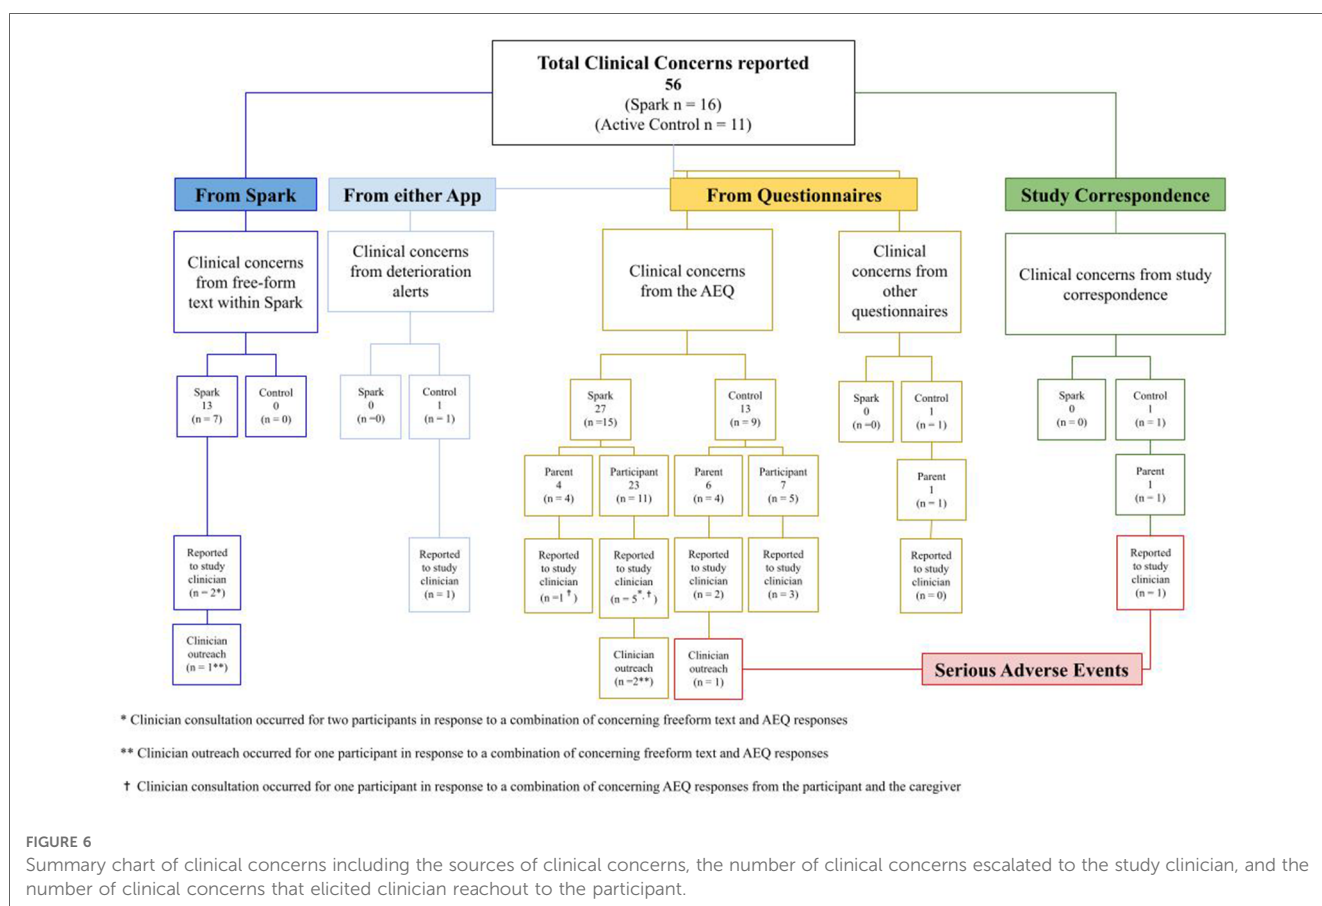 Total Clinical Concerns reported
56
(Spark n = 16)
(Active Control n = 11)
From Spark
From either App
From Questionnaires
Study Correspondence
Clinical concerns
from free-form
text within Spark
Clinical concerns
from deterioration
alerts
Clinical concerns
from the AEQ
Clinical
concerns from
other
questionnaires
Clinical concerns from study
correspondence
Spark
13
(n = 7)
Control
0
(n = 0)
Spark
0
(n =0)
Control
1
(n = 1)
Spark
27
(n =15)
Control
13
(n = 9)
Spark
0
(n =0)
Control
1
(n = 1)
Spark
0
(n = 0)
Control
1
(n = 1)
Parent
4
(n = 4)
Participant
23
(n = 11)
Parent
6
(n = 4)
Participant
7
(n = 5)
Parent
1
(n = 1)
Parent
1
(n = 1)
Reported
to study
clinician
(n = 2*)
Reported
to study
clinician
(n = 1)
Reported
to study
clinician
(n =1 †)
Reported
to study
clinician
(n = 5*,†)
Reported
to study
clinician
(n = 2)
Reported
to study
clinician
(n = 3)
Reported
to study
clinician
(n = 0)
Reported
to study
clinician
(n = 1)
Clinician
outreach
(n = 1**)
Clinician
outreach
(n =2**)
Clinician
outreach
(n = 1)
Serious Adverse Events
* Clinician consultation occurred for two participants in response to a combination of concerning freeform text and AEQ responses
** Clinician outreach occurred for one participant in response to a combination of concerning freeform text and AEQ responses
† Clinician consultation occurred for one participant in response to a combination of concerning AEQ responses from the participant and the caregiver
FIGURE 6
Summary chart of clinical concerns including the sources of clinical concerns, the number of clinical concerns escalated to the study clinician, and the
number of clinical concerns that elicited clinician reachout to the participant.